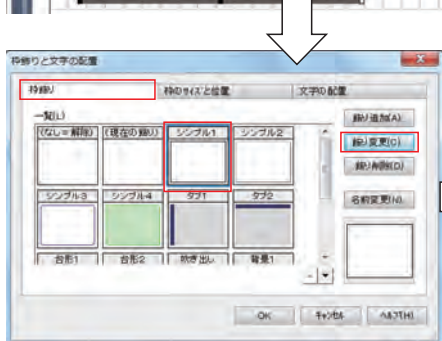 枠飾りと文字の配置
枠飾り 枠のサイズと位置 文字の配置
一覧(L)
(なし=解除) (現在の飾り) シンプル1 シンプル2
シンプル3 シンプル4 タブ1 タブ2
台形1 台形2 吹き出し 背景1
飾り追加(A)
飾り変更(C)
飾り削除(D)
名前変更(N)
OK キャンセル ヘルプ(H)